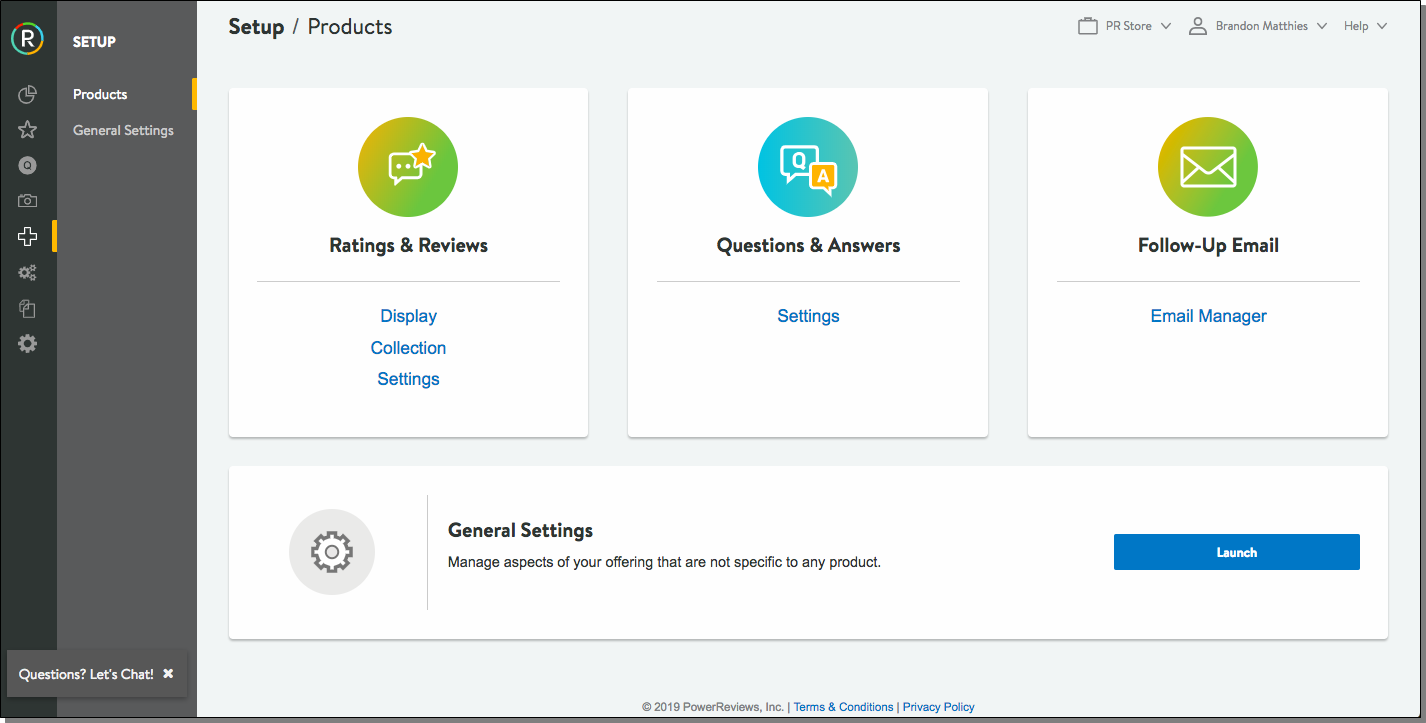 R
SETUP
Products
General Settings
Setup / Products
PR Store
Brandon Matthies
Help
Ratings & Reviews
Display
Collection
Settings
Q
A
Questions & Answers
Settings
Follow-Up Email
Email Manager
General Settings
Manage aspects of your offering that are not specific to any product.
Launch
Questions? Let's Chat! ✖
© 2019 PowerReviews, Inc. | Terms & Conditions | Privacy Policy